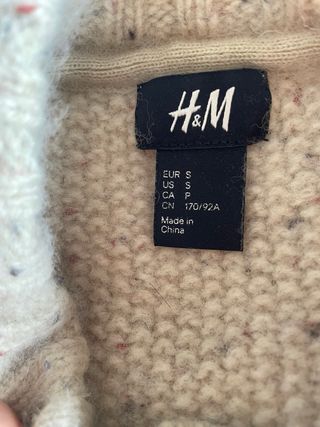 H&M
EUR S
US S
CA P
CN 170/92A
Made in
China